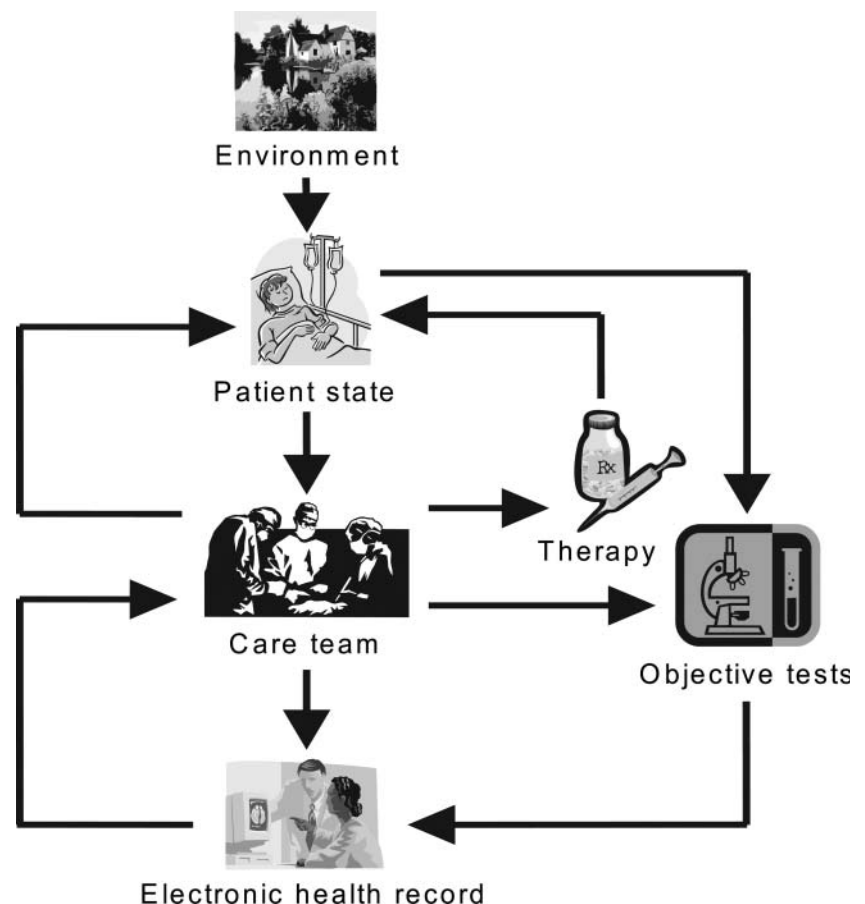 Environment
Patient state
Rx
Therapy
Care team
Objective tests
Electronic health record